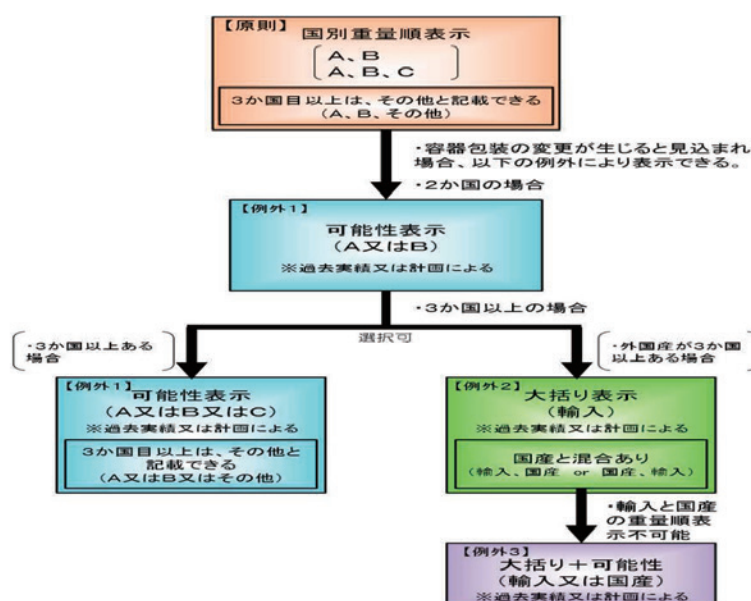 【原則】
国別重量順表示
A、B
A、B、C
3か国目以上は、その他と記載できる
(A、B、その他)
・容器包装の変更が生じると見込まれ
場合、以下の例外により表示できる。
・2か国の場合
【例外1】
可能性表示
(A又はB)
※過去実績又は計画による
・3か国以上の場合
選択可
・3か国以上ある
場合
・外国産が3か国
以上ある場合
【例外1】
可能性表示
(A又はB又はC)
※過去実績又は計画による
3か国目以上は、その他と
記載できる
(A又はB又はその他)
【例外2】
大括り表示
(輸入)
※過去実績又は計画による
国産と混合あり
(輸入、国産 or 国産、輸入)
・輸入と国産
の重量順表
示不可能
【例外3】
大括り+可能性
(輸入又は国産)
※過去実績又は計画による